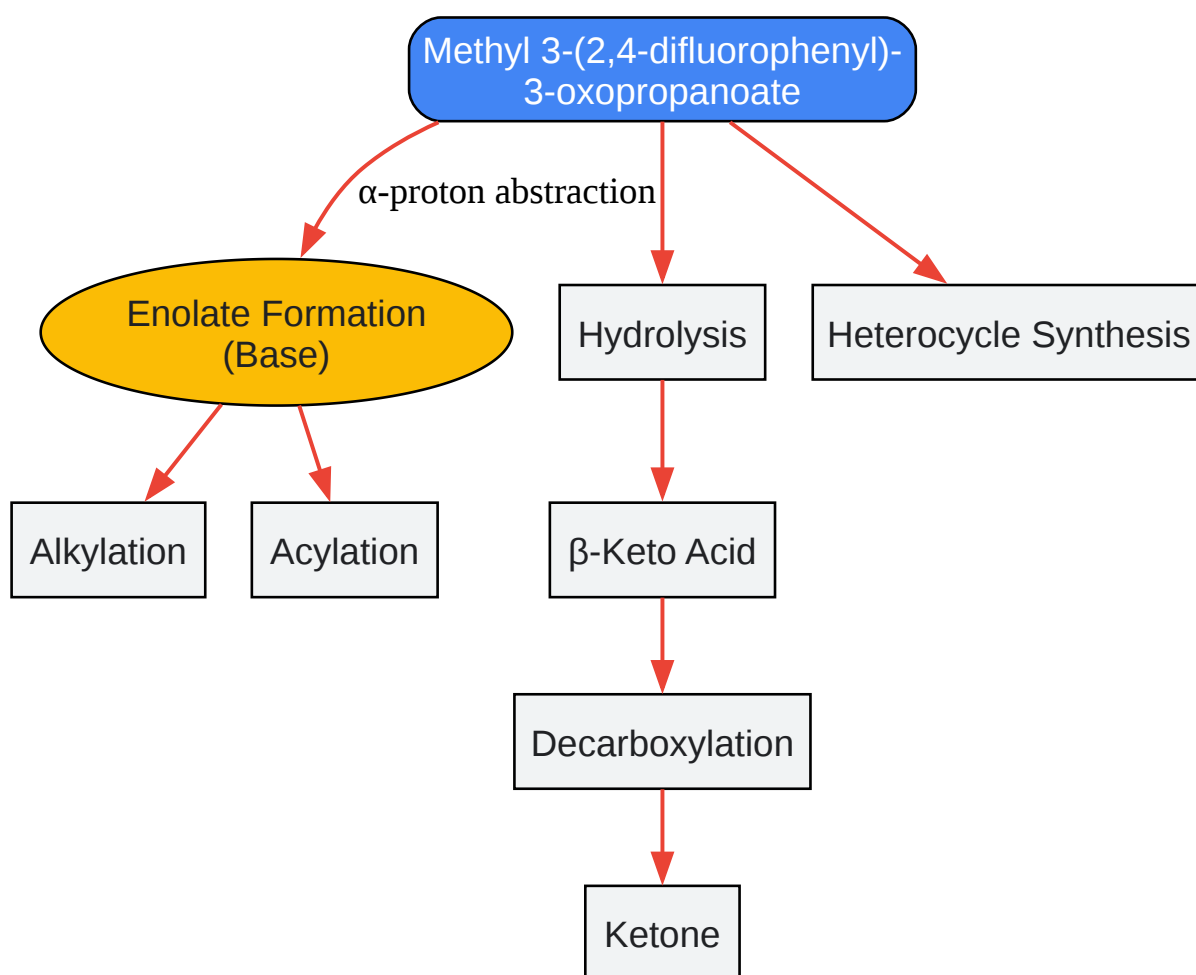 Methyl 3-(2,4-difluorophenyl)-
3-oxopropanoate
α-proton abstraction
Enolate Formation
(Base)
Hydrolysis
Heterocycle Synthesis
Alkylation
Acylation
β-Keto Acid
Decarboxylation
Ketone